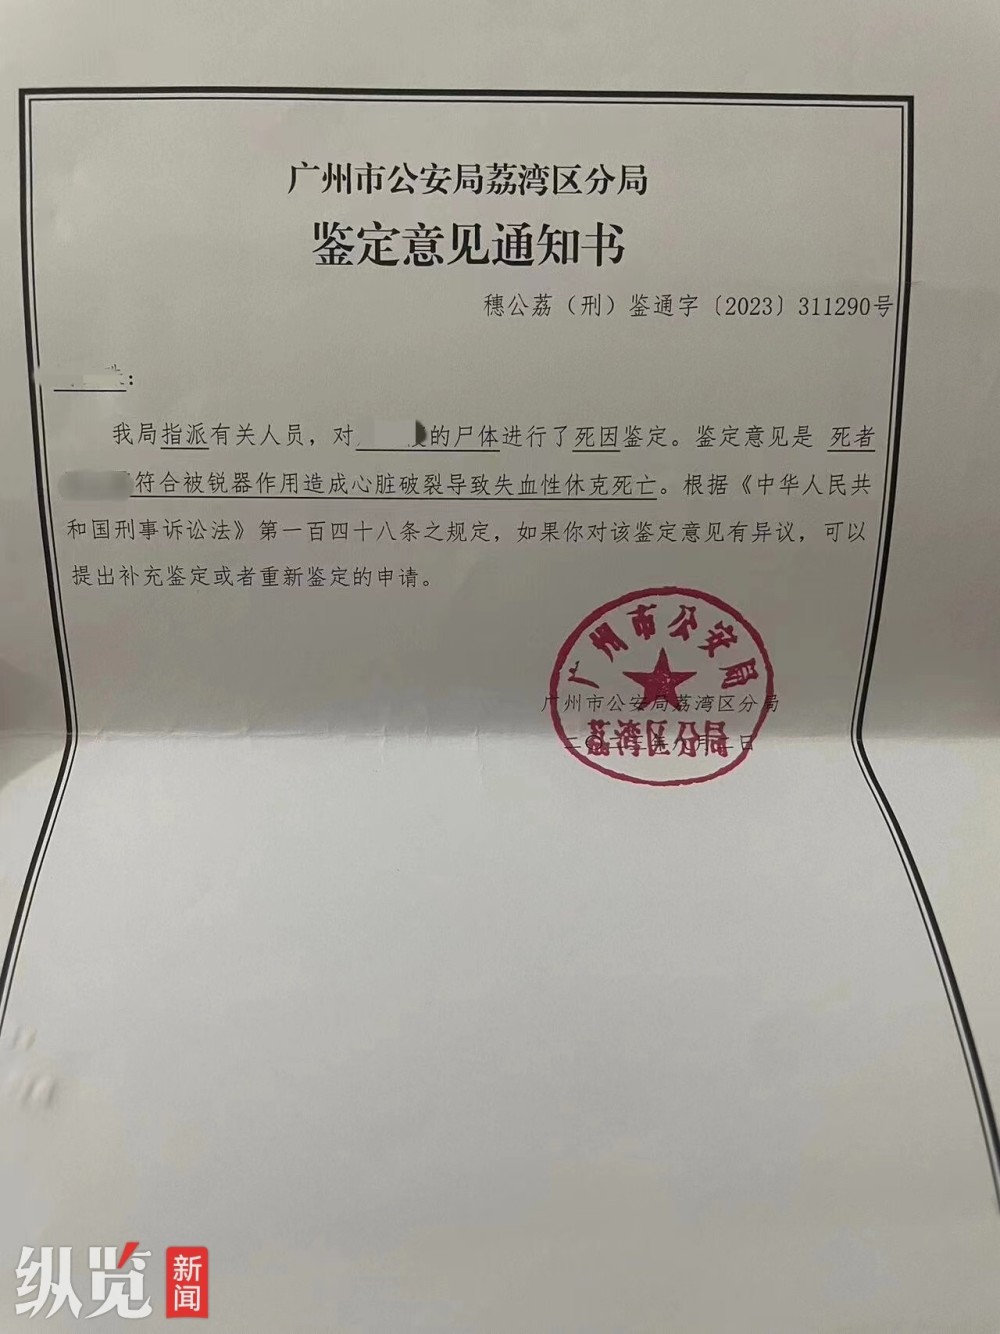 广州市公安局荔湾区分局
鉴定意见通知书
穗公荔（刑）鉴通字〔2023〕311290号
：
我局指派有关人员，对 的尸体进行了死因鉴定。鉴定意见是 死者
符合被锐器作用造成心脏破裂导致失血性休克死亡。根据《中华人民共
和国刑事诉讼法》第一百四十八条之规定，如果你对该鉴定意见有异议，可以
提出补充鉴定或者重新鉴定的申请。
广州市公安局
广州市公安局荔湾区分局
荔湾区分局
日
纵览新闻